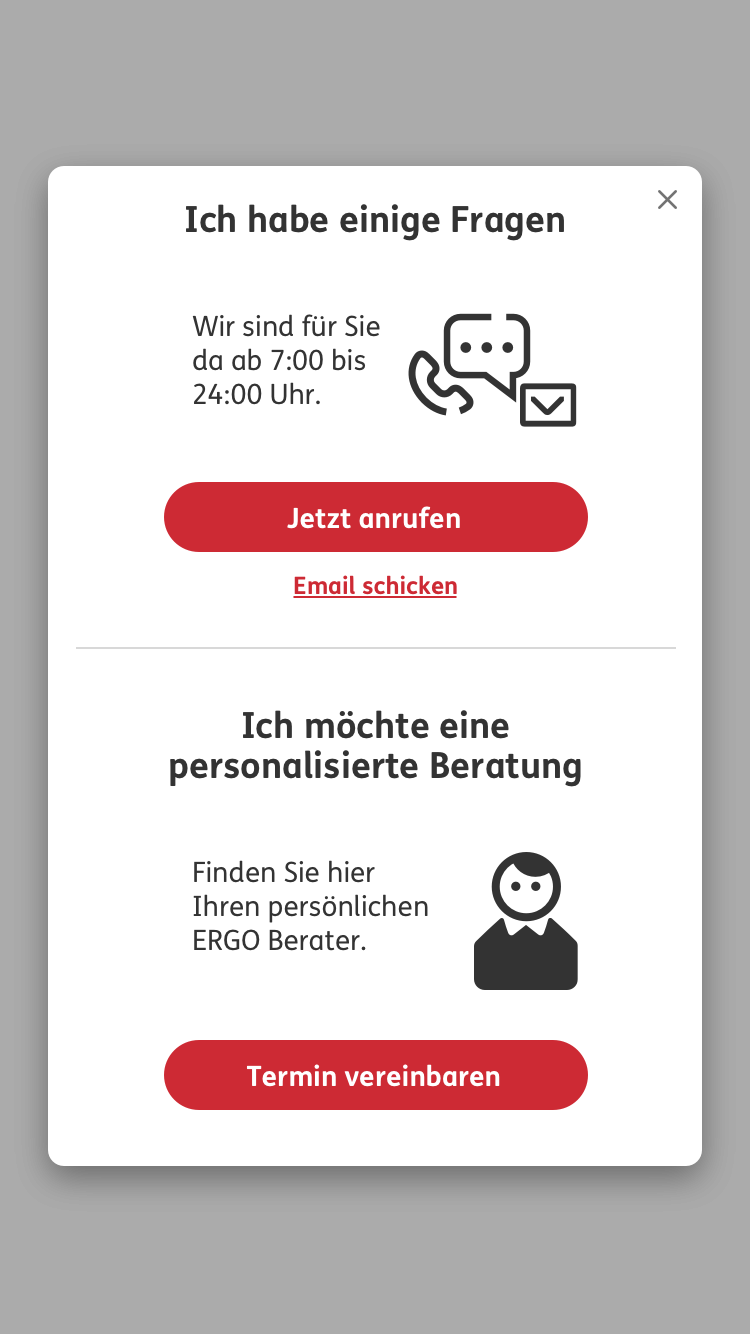 Ich habe einige Fragen
Wir sind für Sie
da ab 7:00 bis
24:00 Uhr.
Jetzt anrufen
Email schicken
Ich möchte eine
personalisierte Beratung
Finden Sie hier
Ihren persönlichen
ERGO Berater.
Termin vereinbaren